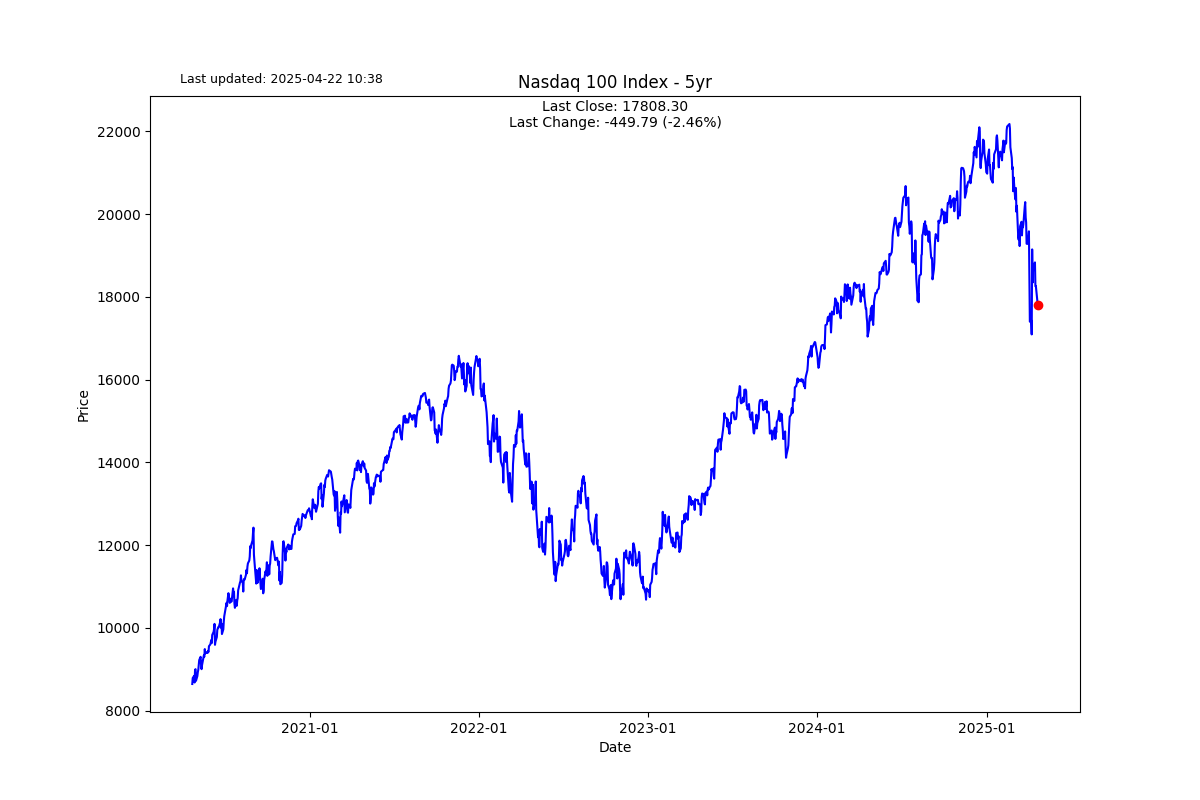 Last updated: 2025-04-22 10:38
Nasdaq 100 Index - 5yr
Last Close: 17808.30
Last Change: -449.79 (-2.46%)
Price
22000
20000
18000
16000
14000
12000
10000
8000
2021-01
2022-01
2023-01
2024-01
2025-01
Date